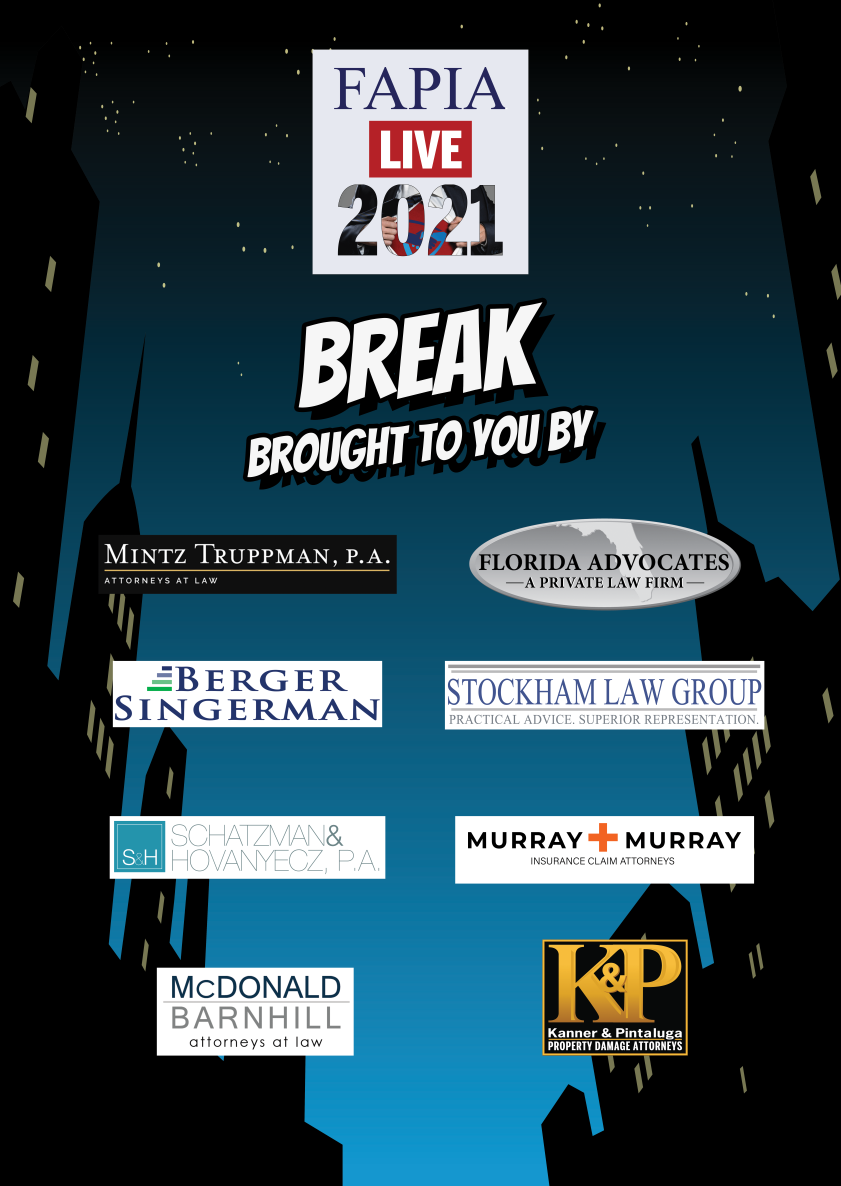 FAPIA
LIVE
2021
BREAK
BROUGHT TO YOU BY
MINTZ TRUPPMAN, P.A.
ATTORNEYS AT LAW
FLORIDA ADVOCATES
—A PRIVATE LAW FIRM—
BERGER
SINGERMAN
STOCKHAM LAW GROUP
PRACTICAL ADVICE. SUPERIOR REPRESENTATION.
S&H
SCHATZMAN&
HOVANYECZ, P.A.
MURRAY + MURRAY
INSURANCE CLAIM ATTORNEYS
McDONALD
BARNHILL
attorneys at law
K&P
Kanner & Pintaluga
PROPERTY DAMAGE ATTORNEYS